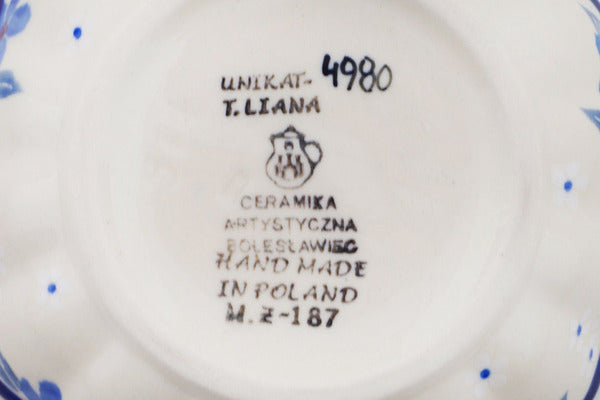 UNIKAT- 4980
T. LIANA
CERAMIKA
ARTYSTYCZNA
BOLESŁAWIEC
HAND MADE
IN POLAND
M.Z-187